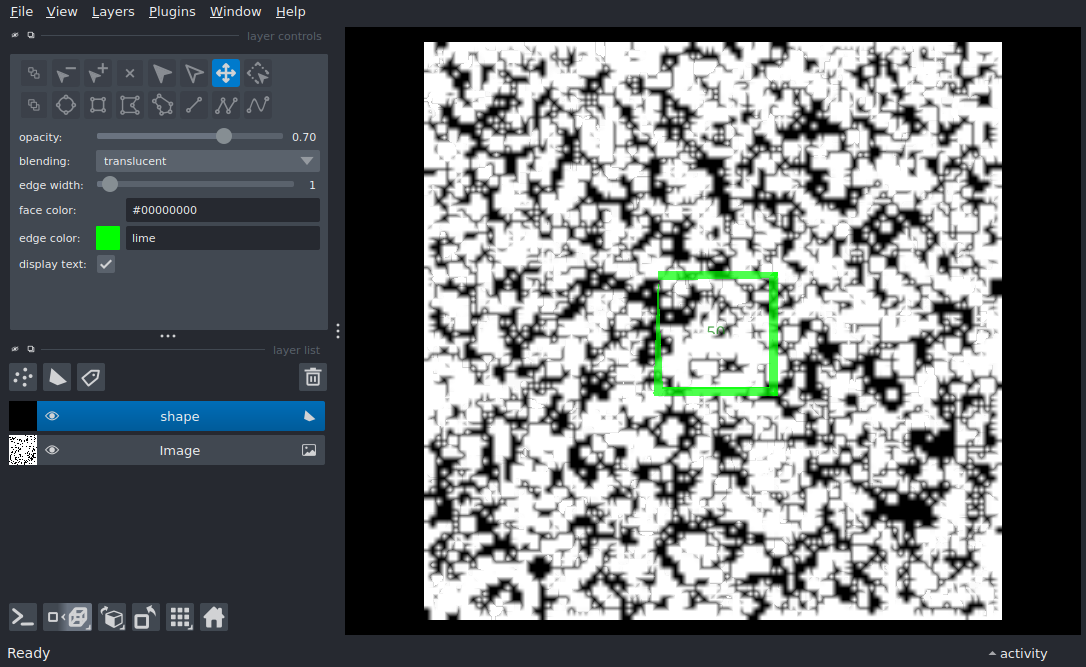 File View Layers Plugins Window Help
layer controls
opacity: 0.70
blending: translucent
edge width: 1
face color: #00000000
edge color: lime
display text:
layer list
shape
Image
Ready
activity